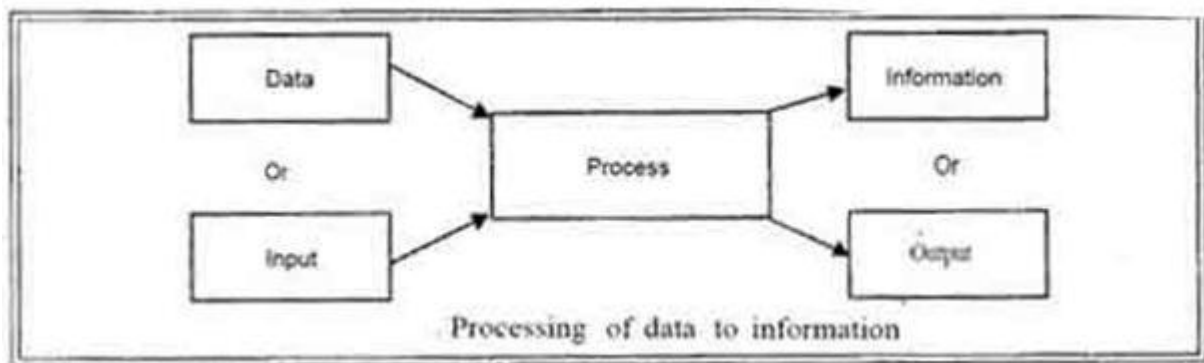 Data
Information
Or
Process
Or
Input
Output
Processing of data to information